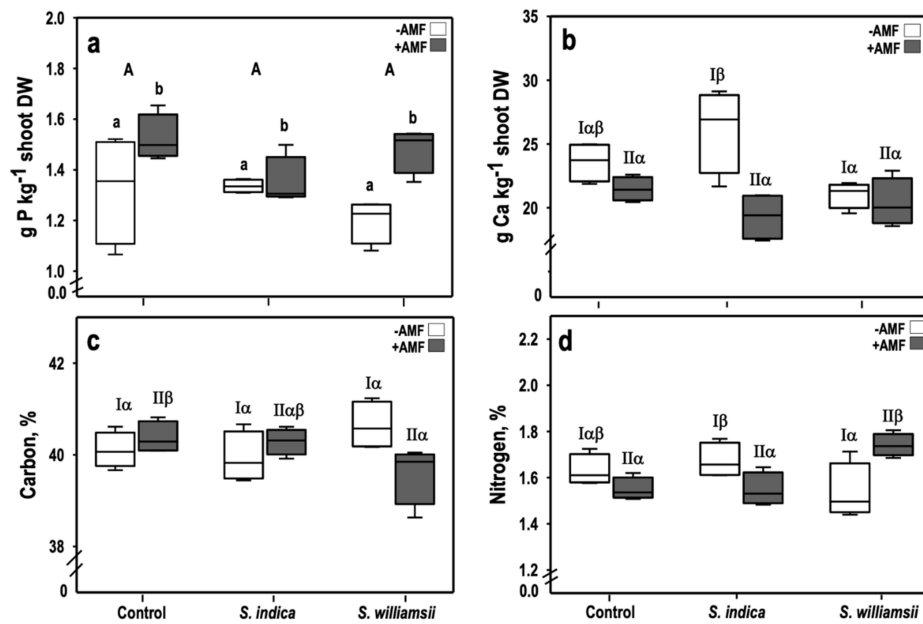 a
-AMF
+AMF
g P kg-1 shoot DW
2.0
1.8
1.6
1.4
1.2
1.0
0.0
A
A
A
a
b
a
b
a
b
b
-AMF
+AMF
g Ca kg-1 shoot DW
35
30
25
20
0
Iαβ
IIα
Iβ
IIα
Iα
IIα
c
-AMF
+AMF
Carbon, %
42
40
38
0
Iα
IIβ
Iα
IIαβ
Iα
IIα
Control
S. indica
S. williamsii
d
-AMF
+AMF
Nitrogen, %
2.2
2.0
1.8
1.6
1.4
1.2
0.0
Iαβ
IIα
Iβ
IIα
Iα
IIβ
Control
S. indica
S. williamsii